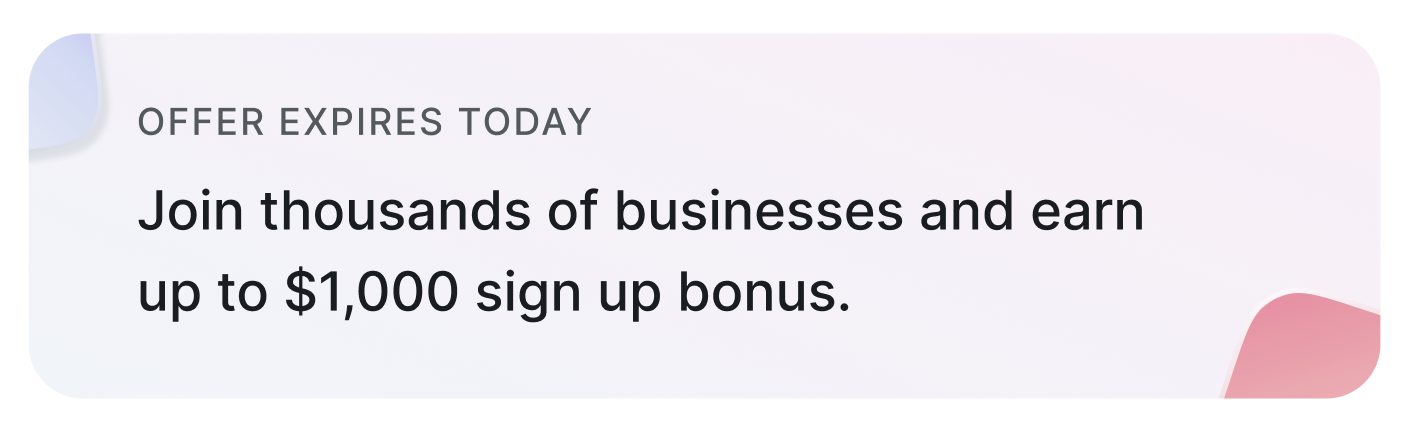 OFFER EXPIRES TODAY
Join thousands of businesses and earn
up to $1,000 sign up bonus.